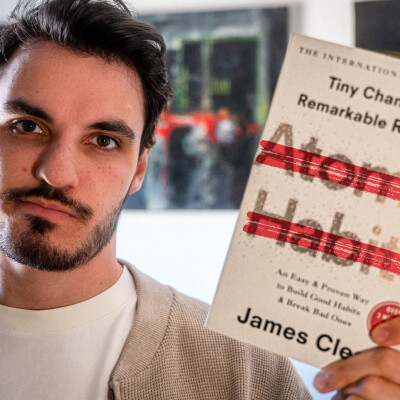 THE INTERNATIONAL
Tiny Chan
Remarkable R
Atom
Habit
An Easy & Proven Way
to Build Good Habits
& Break Bad Ones
James Cle